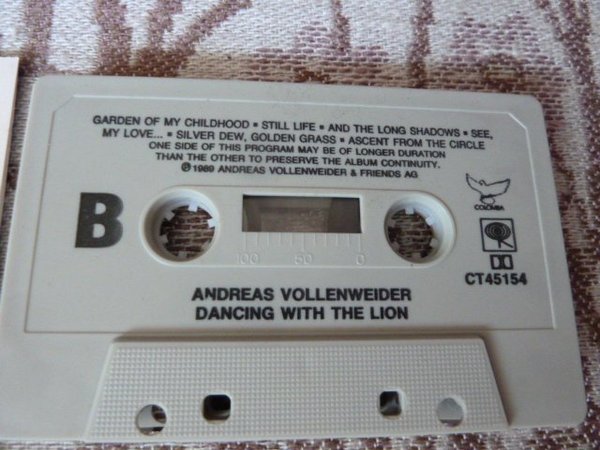 GARDEN OF MY CHILDHOOD ▪ STILL LIFE ▪ AND THE LONG SHADOWS ▪ SEE,
MY LOVE... ▪ SILVER DEW, GOLDEN GRASS ▪ ASCENT FROM THE CIRCLE
ONE SIDE OF THIS PROGRAM MAY BE OF LONGER DURATION
THAN THE OTHER TO PRESERVE THE ALBUM CONTINUITY.
℗ 1989 ANDREAS VOLLENWEIDER & FRIENDS AG
B
COLOMBA
100 50 0
CT45154
ANDREAS VOLLENWEIDER
DANCING WITH THE LION